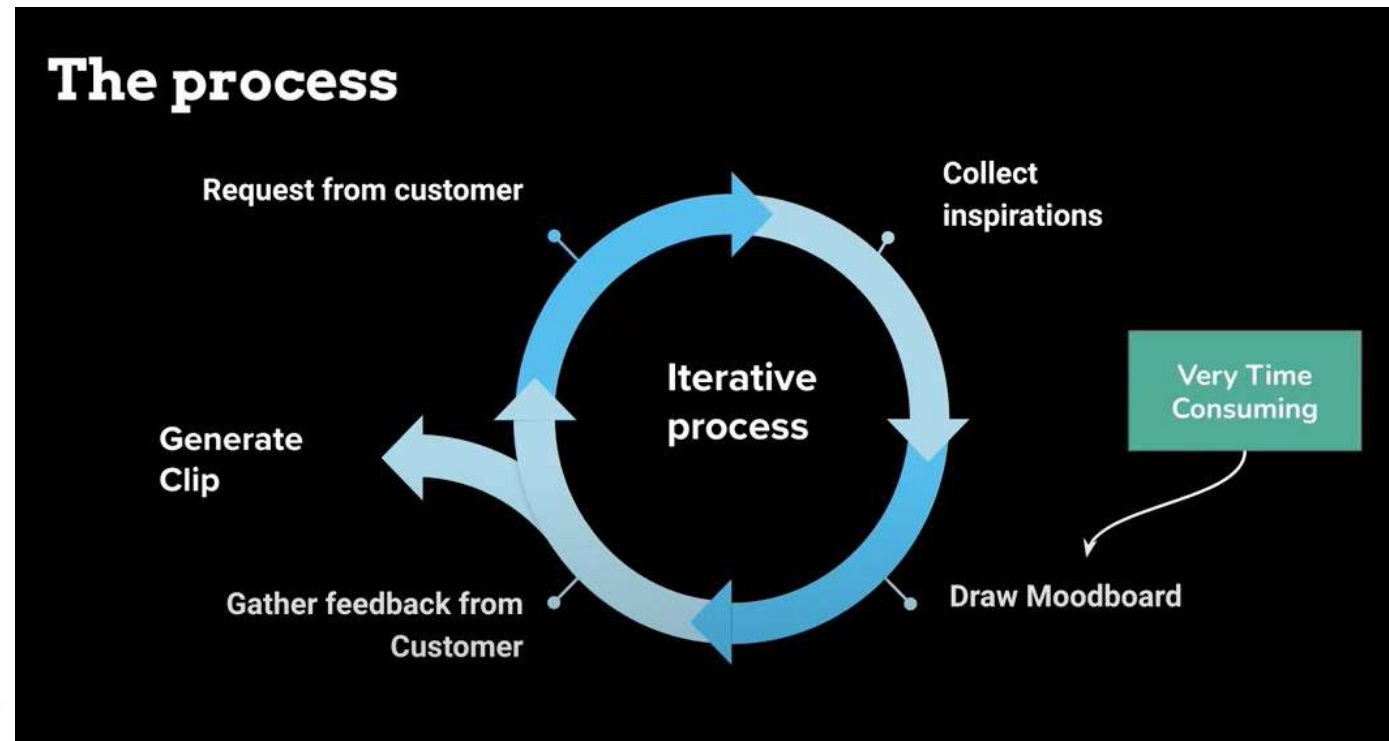 The process
Request from customer
Collect
inspirations
Iterative
process
Very Time
Consuming
Generate
Clip
Gather feedback from
Customer
Draw Moodboard